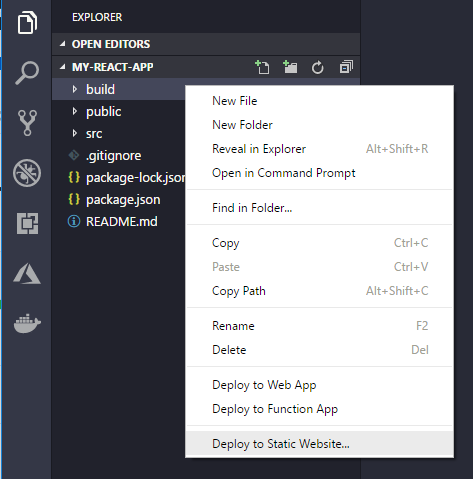 EXPLORER
OPEN EDITORS
MY-REACT-APP
build
public
src
.gitignore
package-lock.json
package.json
README.md
New File
New Folder
Reveal in Explorer Alt+Shift+R
Open in Command Prompt
Find in Folder...
Copy Ctrl+C
Paste Ctrl+V
Copy Path Alt+Shift+C
Rename F2
Delete Del
Deploy to Web App
Deploy to Function App
Deploy to Static Website...